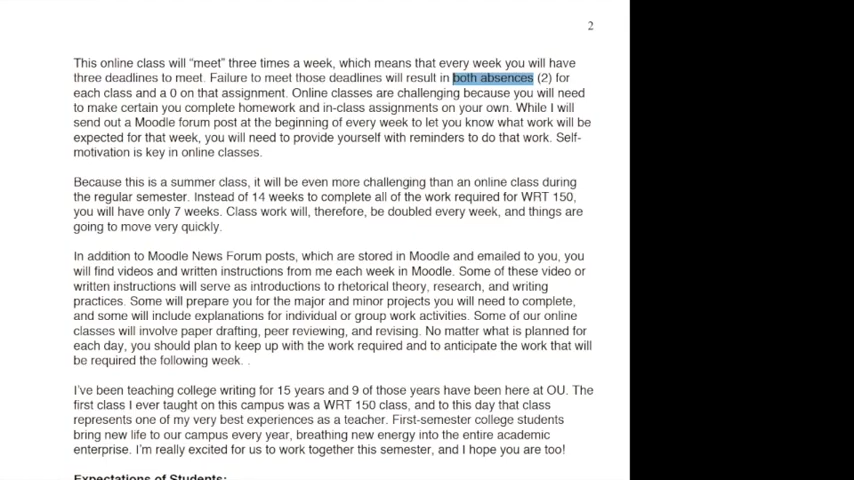 2
This online class will “meet” three times a week, which means that every week you will have
three deadlines to meet. Failure to meet those deadlines will result in both absences (2) for
each class and a 0 on that assignment. Online classes are challenging because you will need
to make certain you complete homework and in-class assignments on your own. While I will
send out a Moodle forum post at the beginning of every week to let you know what work will be
expected for that week, you will need to provide yourself with reminders to do that work. Self-
motivation is key in online classes.
Because this is a summer class, it will be even more challenging than an online class during
the regular semester. Instead of 14 weeks to complete all of the work required for WRT 150,
you will have only 7 weeks. Class work will, therefore, be doubled every week, and things are
going to move very quickly.
In addition to Moodle News Forum posts, which are stored in Moodle and emailed to you, you
will find videos and written instructions from me each week in Moodle. Some of these video or
written instructions will serve as introductions to rhetorical theory, research, and writing
practices. Some will prepare you for the major and minor projects you will need to complete,
and some will include explanations for individual or group work activities. Some of our online
classes will involve paper drafting, peer reviewing, and revising. No matter what is planned for
each day, you should plan to keep up with the work required and to anticipate the work that will
be required the following week. .
I’ve been teaching college writing for 15 years and 9 of those years have been here at OU. The
first class I ever taught on this campus was a WRT 150 class, and to this day that class
represents one of my very best experiences as a teacher. First-semester college students
bring new life to our campus every year, breathing new energy into the entire academic
enterprise. I’m really excited for us to work together this semester, and I hope you are too!
Expectations of Students: